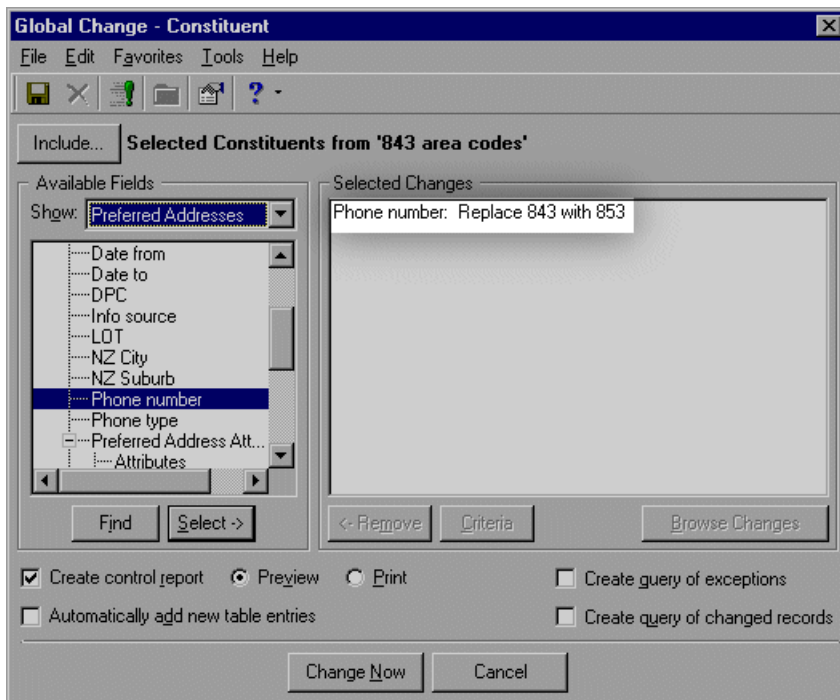 Global Change - Constituent
File Edit Favorites Tools Help
Include... Selected Constituents from '843 area codes'
Available Fields
Show: Preferred Addresses
Date from
Date to
DPC
Info source
LOT
NZ City
NZ Suburb
Phone number
Phone type
Preferred Address Att...
Attributes
Find Select ->
Selected Changes
Phone number: Replace 843 with 853
<- Remove Criteria Browse Changes
Create control report Preview Print Create query of exceptions
Automatically add new table entries Create query of changed records
Change Now Cancel